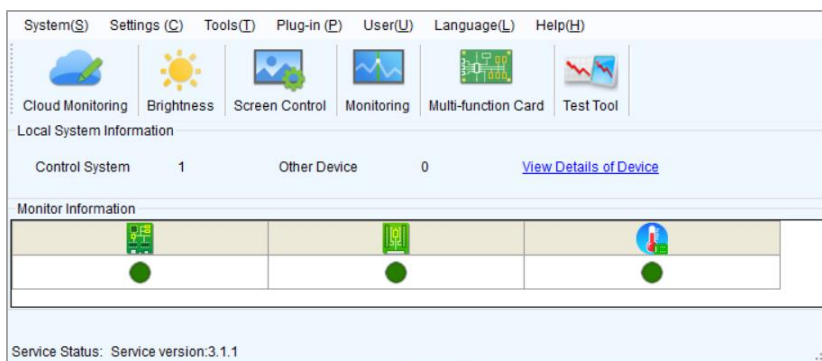 System(S) Settings (C) Tools(T) Plug-in (P) User(U) Language(L) Help(H)
Cloud Monitoring Brightness Screen Control Monitoring Multi-function Card Test Tool
Local System Information
Control System 1 Other Device 0 View Details of Device
Monitor Information
Service Status: Service version:3.1.1